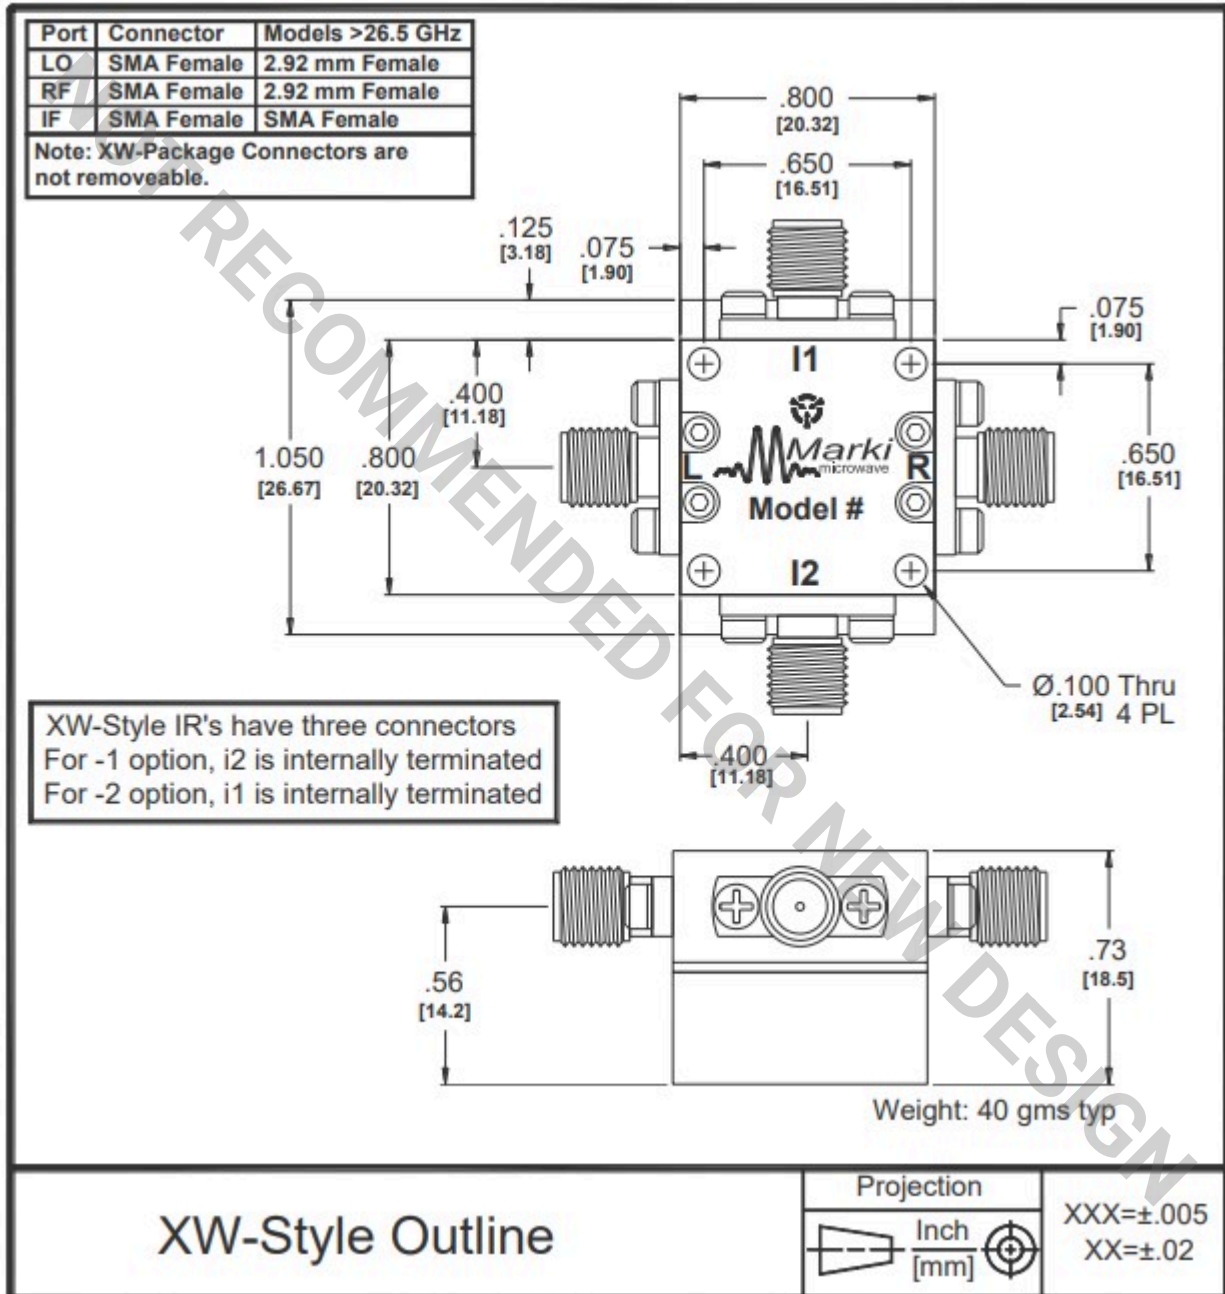 Port Connector Models >26.5 GHz
LO SMA Female 2.92 mm Female
RF SMA Female 2.92 mm Female
IF SMA Female SMA Female
Note: XW-Package Connectors are
not removeable.
.800
[20.32]
.650
[16.51]
.125
[3.18]
.075
[1.90]
.075
[1.90]
I1
.400
[11.18]
1.050
[26.67]
.800
[20.32]
L
Marki
microwave
R
.650
[16.51]
Model #
I2
Ø.100 Thru
[2.54] 4 PL
.400
[11.18]
XW-Style IR's have three connectors
For -1 option, i2 is internally terminated
For -2 option, i1 is internally terminated
.56
[14.2]
.73
[18.5]
Weight: 40 gms typ
NOT RECOMMENDED FOR NEW DESIGN
XW-Style Outline
Projection
Inch
[mm]
XXX=±.005
XX=±.02